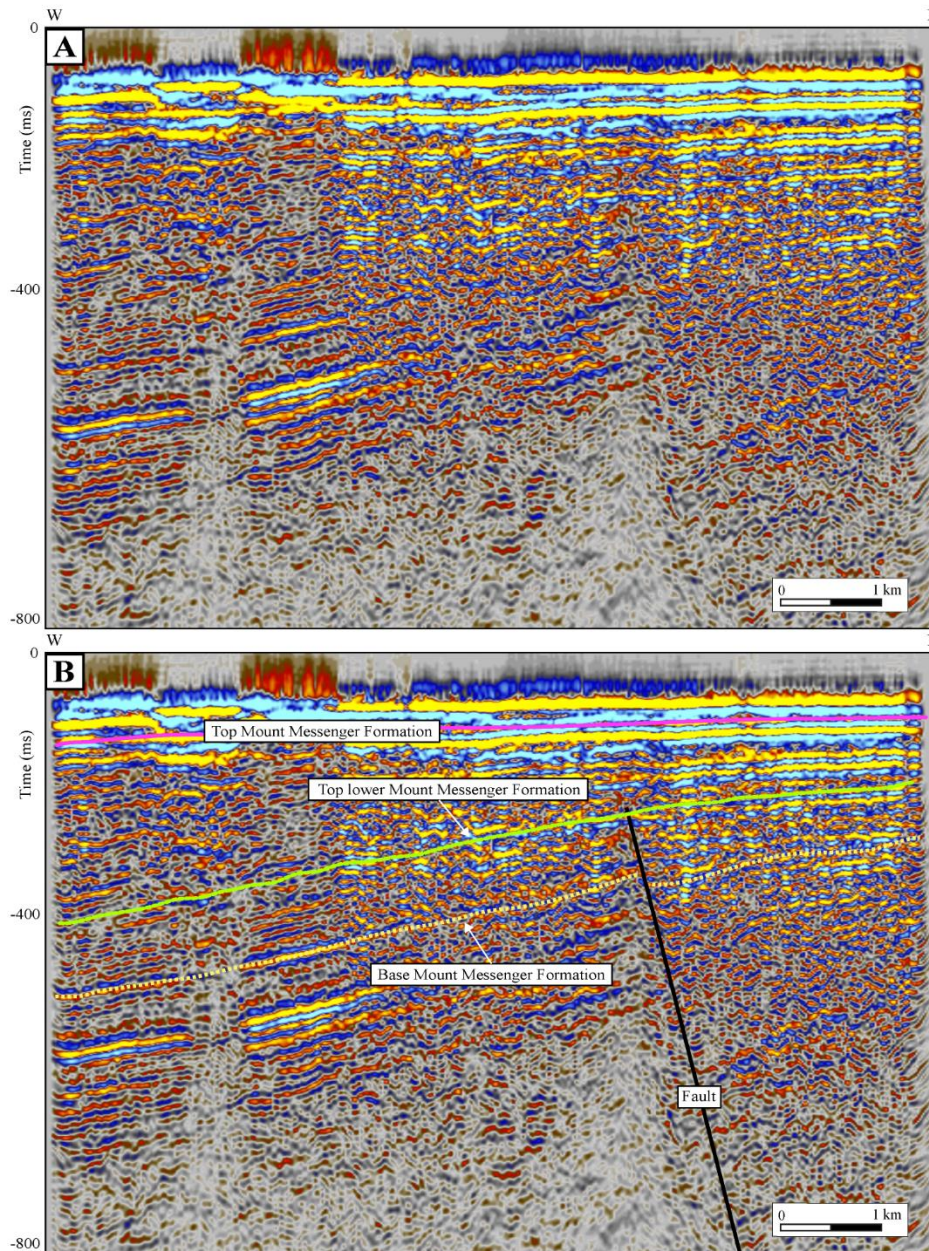 W
0
A
Time (ms)
-400
0 1 km
-800
W
0
B
Top Mount Messenger Formation
Time (ms)
Top lower Mount Messenger Formation
-400
Base Mount Messenger Formation
Fault
0 1 km
-800